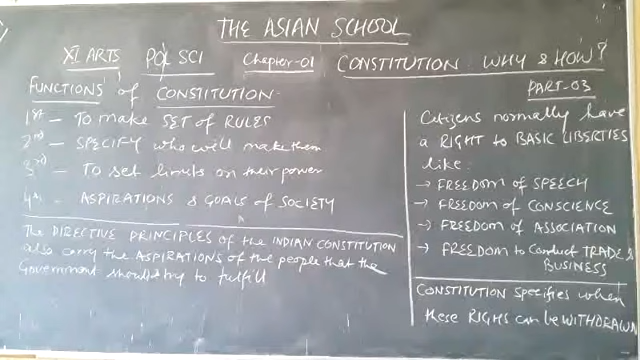 THE ASIAN SCHOOL
XI ARTS POL SCI Chapter-01 CONSTITUTION: WHY & HOW?
FUNCTIONS of CONSTITUTION.
1st - To make SET of RULES
2nd - SPECIFY who will make them
3rd - To set limits on their power
4th - ASPIRATIONS & GOALS of SOCIETY
The DIRECTIVE PRINCIPLES of the INDIAN CONSTITUTION
also carry the ASPIRATIONS of the people that the
Government should try to fulfill
PART-03
Citizens normally have
a RIGHT to BASIC LIBERTIES
like:
→ FREEDOM of SPEECH
→ FREEDOM of CONSCIENCE
→ FREEDOM of ASSOCIATION
→ FREEDOM to Conduct TRADE &
BUSINESS
CONSTITUTION specifies when
these RIGHTS can be WITHDRAWN